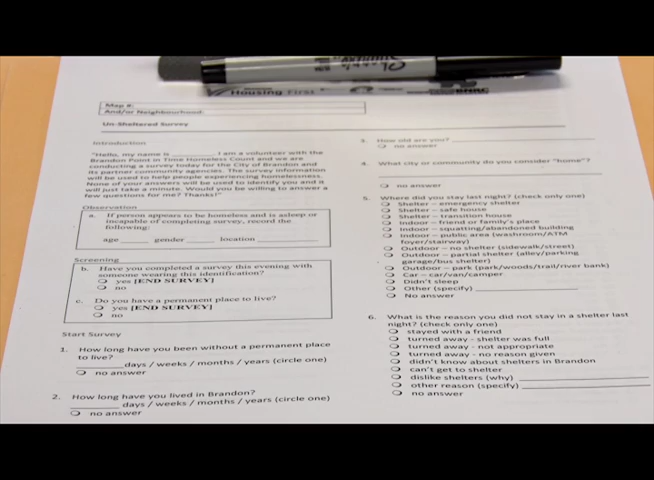 Housing First
Map #:
And/or Neighbourhood:
Un-Sheltered Survey
Introduction
"Hello, my name is ________. I am a volunteer with the
Brandon Point in Time Homeless Count and we are
conducting a survey today for the City of Brandon and
its partner community agencies. The survey information
will be used to help people experiencing homelessness.
None of your answers will be used to identify you and it
will just take a minute. Would you be willing to answer a
few questions for me? Thanks!"
Observation
a. If person appears to be homeless and is asleep or
incapable of completing survey, record the
following:
age _____ gender _____ location __________
Screening
b. Have you completed a survey this evening with
someone wearing this identification?
yes [END SURVEY]
no
c. Do you have a permanent place to live?
yes [END SURVEY]
no
Start Survey
1. How long have you been without a permanent place
to live?
________ days / weeks / months / years (circle one)
no answer
2. How long have you lived in Brandon?
________ days / weeks / months / years (circle one)
no answer
3. How old are you? __________
no answer
4. What city or community do you consider "home"?
no answer
5. Where did you stay last night? (check only one)
Shelter – emergency shelter
Shelter – safe house
Shelter – transition house
Indoor – friend or family's place
Indoor – squatting/abandoned building
Indoor – public area (washroom/ATM
foyer/stairway)
Outdoor – no shelter (sidewalk/street)
Outdoor – partial shelter (alley/parking
garage/bus shelter)
Outdoor – park (park/woods/trail/river bank)
Car – car/van/camper
Didn't sleep
Other (specify) __________
No answer
6. What is the reason you did not stay in a shelter last
night? (check only one)
stayed with a friend
turned away - shelter was full
turned away - not appropriate
turned away - no reason given
didn't know about shelters in Brandon
can't get to shelter
dislike shelters (why) __________
other reason (specify) __________
no answer